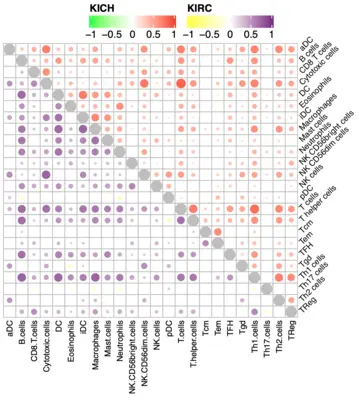 KICH
KIRC
−1 −0.5 0 0.5 1
−1 −0.5 0 0.5 1
aDC
B cells
CD8 T cells
Cytotoxic cells
DC
Eosinophils
iDC
Macrophages
Mast cells
Neutrophils
NK CD56bright cells
NK CD56dim cells
NK cells
pDC
T cells
T helper cells
Tcm
Tem
TFH
Tgd
Th1 cells
Th17 cells
Th2 cells
TReg
aDC
B.cells
CD8.T.cells
Cytotoxic.cells
DC
Eosinophils
iDC
Macrophages
Mast.cells
Neutrophils
NK.CD56bright.cells
NK.CD56dim.cells
NK.cells
pDC
T.cells
T.helper.cells
Tcm
Tem
TFH
Tgd
Th1.cells
Th17.cells
Th2.cells
TReg